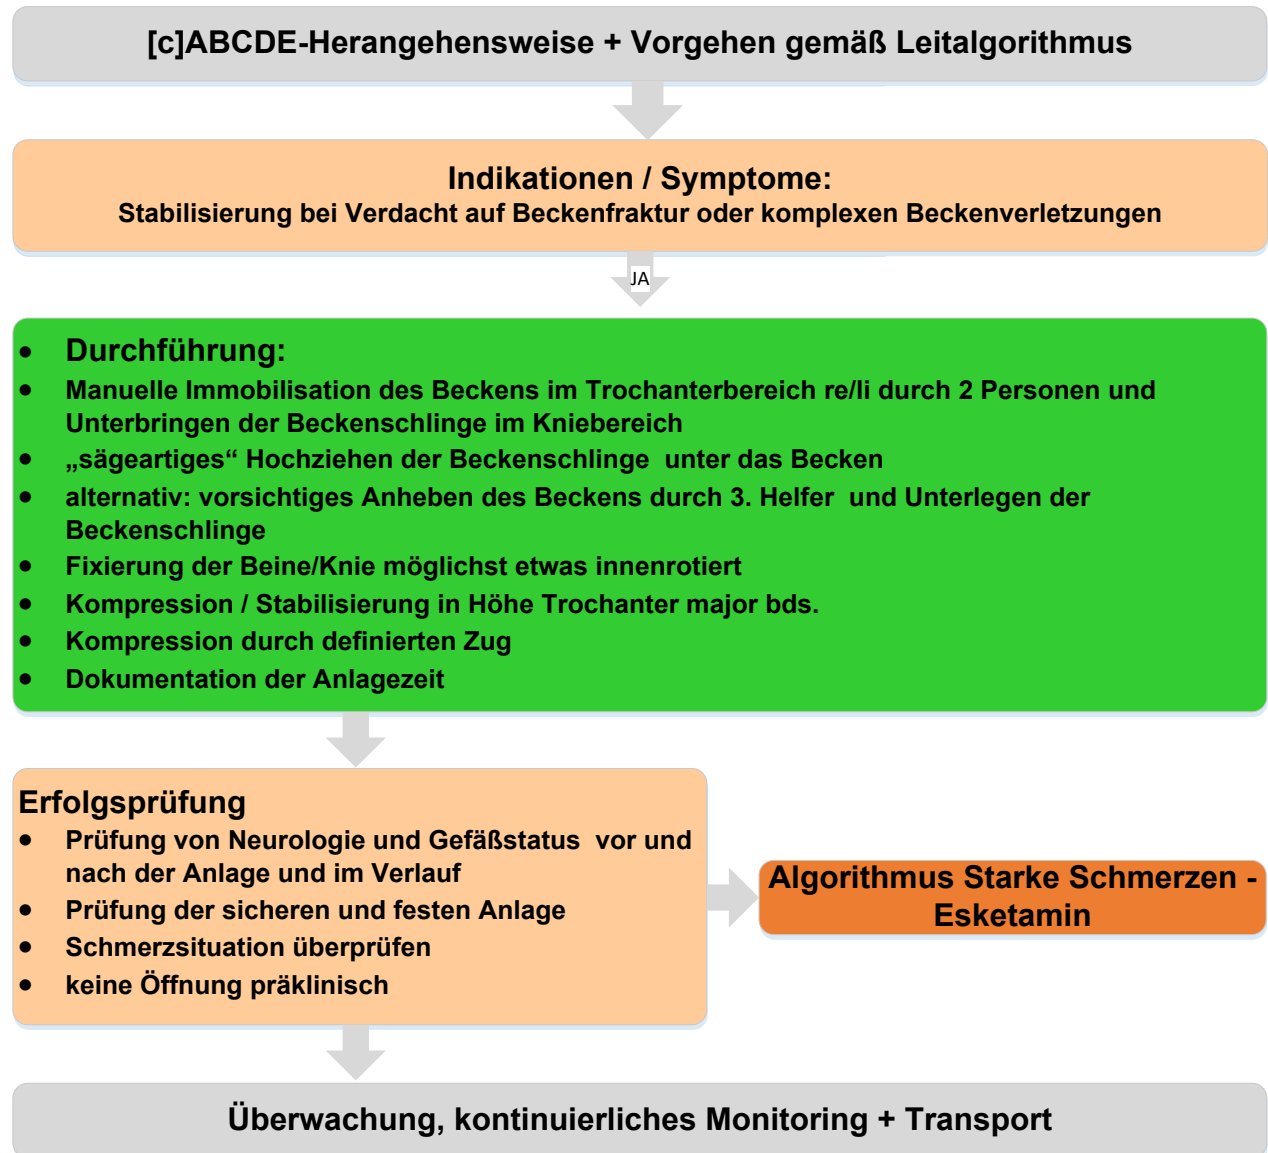 [c]ABCDE-Herangehensweise + Vorgehen gemäß Leitalgorithmus
Indikationen / Symptome:
Stabilisierung bei Verdacht auf Beckenfraktur oder komplexen Beckenverletzungen
JA
• Durchführung:
• Manuelle Immobilisation des Beckens im Trochanterbereich re/li durch 2 Personen und
Unterbringen der Beckenschlinge im Kniebereich
• „sägeartiges“ Hochziehen der Beckenschlinge unter das Becken
• alternativ: vorsichtiges Anheben des Beckens durch 3. Helfer und Unterlegen der
Beckenschlinge
• Fixierung der Beine/Knie möglichst etwas innenrotiert
• Kompression / Stabilisierung in Höhe Trochanter major bds.
• Kompression durch definierten Zug
• Dokumentation der Anlagezeit
Erfolgsprüfung
• Prüfung von Neurologie und Gefäßstatus vor und
nach der Anlage und im Verlauf
• Prüfung der sicheren und festen Anlage
• Schmerzsituation überprüfen
• keine Öffnung präklinisch
Algorithmus Starke Schmerzen -
Esketamin
Überwachung, kontinuierliches Monitoring + Transport